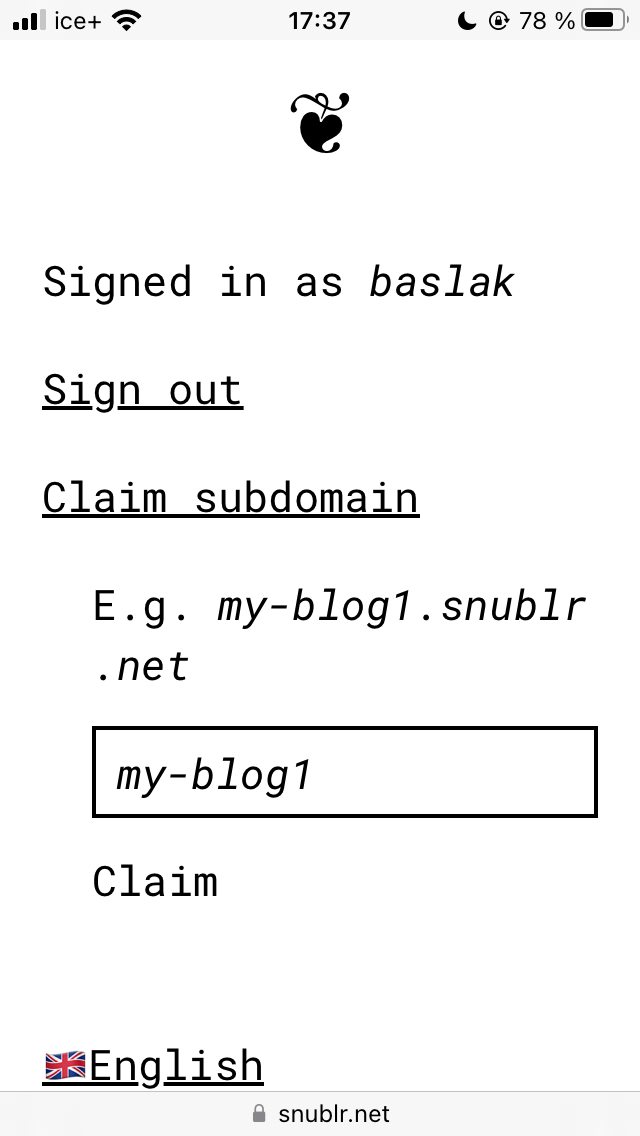 ice+ 17:37 78 %
❦
Signed in as baslak
Sign out
Claim subdomain
E.g. my-blog1.snublr
.net
my-blog1
Claim
🇬🇧English
snublr.net